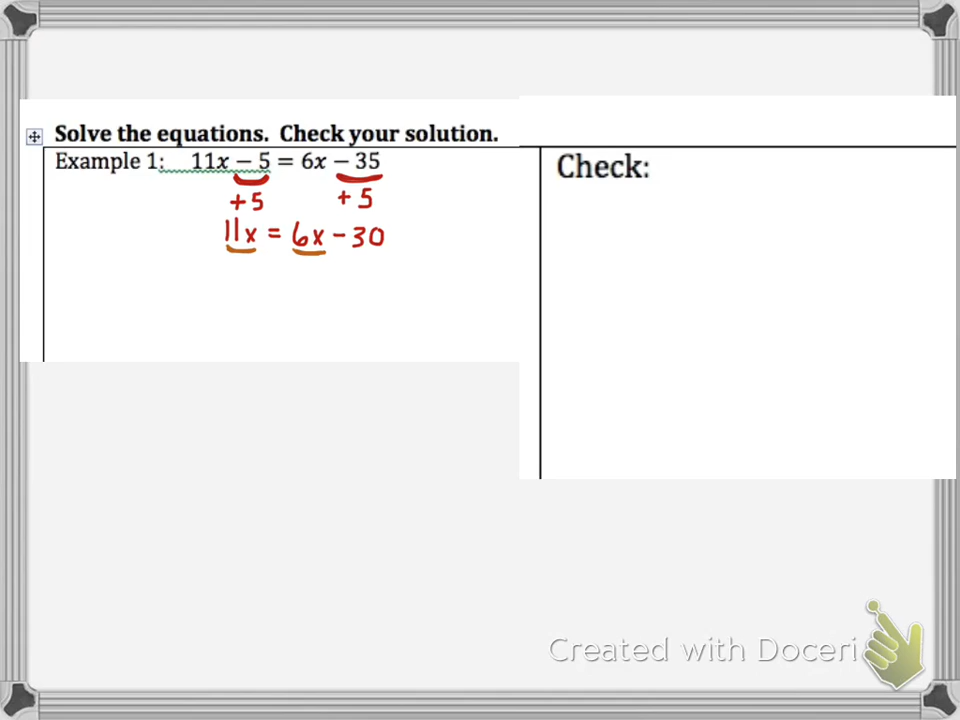 Solve the equations. Check your solution.
Example 1: 11x − 5 = 6x − 35
+5 +5
11x = 6x − 30
Check:
Created with Doceri